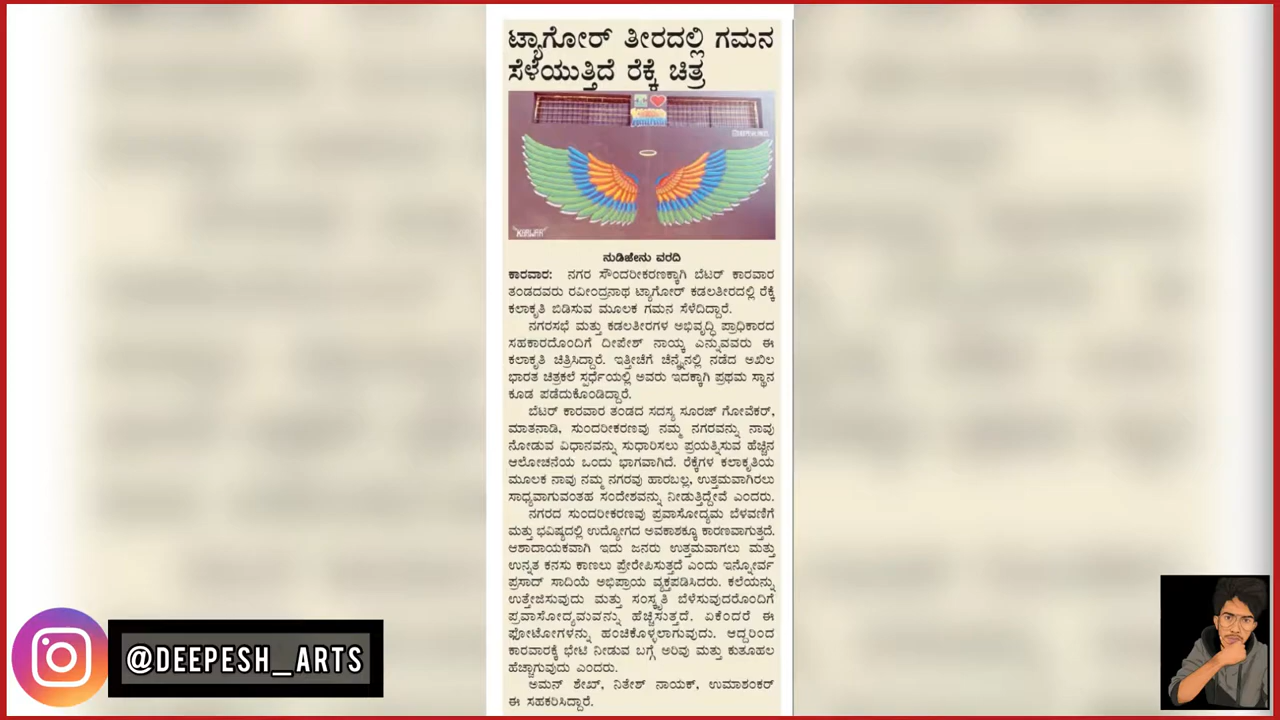 ಟ್ಯಾಗೋರ್ ತೀರದಲ್ಲಿ ಗಮನ
ಸೆಳೆಯುತ್ತಿದೆ ರೆಕ್ಕೆ ಚಿತ್ರ
KARWAR
ನುಡಿಜೇನು ವರದಿ
ಕಾರವಾರ: ನಗರ ಸೌಂದರೀಕರಣಕ್ಕಾಗಿ ಬೆಟರ್ ಕಾರವಾರ
ತಂಡದವರು ರವೀಂದ್ರನಾಥ ಟ್ಯಾಗೋರ್ ಕಡಲತೀರದಲ್ಲಿ ರೆಕ್ಕೆ
ಕಲಾಕೃತಿ ಬಿಡಿಸುವ ಮೂಲಕ ಗಮನ ಸೆಳೆದಿದ್ದಾರೆ.
ನಗರಸಭೆ ಮತ್ತು ಕಡಲತೀರಗಳ ಅಭಿವೃದ್ಧಿ ಪ್ರಾಧಿಕಾರದ
ಸಹಕಾರದೊಂದಿಗೆ ದೀಪೇಶ್ ನಾಯ್ಕ ಎನ್ನುವವರು ಈ
ಕಲಾಕೃತಿ ಚಿತ್ರಿಸಿದ್ದಾರೆ. ಇತ್ತೀಚೆಗೆ ಚೆನ್ನೈನಲ್ಲಿ ನಡೆದ ಅಖಿಲ
ಭಾರತ ಚಿತ್ರಕಲೆ ಸ್ಪರ್ಧೆಯಲ್ಲಿ ಅವರು ಇದಕ್ಕಾಗಿ ಪ್ರಥಮ ಸ್ಥಾನ
ಕೂಡ ಪಡೆದುಕೊಂಡಿದ್ದಾರೆ.
ಬೆಟರ್ ಕಾರವಾರ ತಂಡದ ಸದಸ್ಯ ಸೂರಜ್ ಗೋವೆಕರ್,
ಮಾತನಾಡಿ, ಸುಂದರೀಕರಣವು ನಮ್ಮ ನಗರವನ್ನು ನಾವು
ನೋಡುವ ವಿಧಾನವನ್ನು ಸುಧಾರಿಸಲು ಪ್ರಯತ್ನಿಸುವ ಹೆಚ್ಚಿನ
ಆಲೋಚನೆಯ ಒಂದು ಭಾಗವಾಗಿದೆ. ರೆಕ್ಕೆಗಳ ಕಲಾಕೃತಿಯ
ಮೂಲಕ ನಾವು ನಮ್ಮ ನಗರವು ಹಾರಬಲ್ಲ, ಉತ್ತಮವಾಗಿರಲು
ಸಾಧ್ಯವಾಗುವಂತಹ ಸಂದೇಶವನ್ನು ನೀಡುತ್ತಿದ್ದೇವೆ ಎಂದರು.
ನಗರದ ಸುಂದರೀಕರಣವು ಪ್ರವಾಸೋದ್ಯಮ ಬೆಳವಣಿಗೆ
ಮತ್ತು ಭವಿಷ್ಯದಲ್ಲಿ ಉದ್ಯೋಗದ ಅವಕಾಶಕ್ಕೂ ಕಾರಣವಾಗುತ್ತದೆ.
ಆಶಾದಾಯಕವಾಗಿ ಇದು ಜನರು ಉತ್ತಮವಾಗಲು ಮತ್ತು
ಉನ್ನತ ಕನಸು ಕಾಣಲು ಪ್ರೇರೇಪಿಸುತ್ತದೆ ಎಂದು ಇನ್ನೋರ್ವ
ಪ್ರಸಾದ್ ಸಾದಿಯೆ ಅಭಿಪ್ರಾಯ ವ್ಯಕ್ತಪಡಿಸಿದರು. ಕಲೆಯನ್ನು
ಉತ್ತೇಜಿಸುವುದು ಮತ್ತು ಸಂಸ್ಕೃತಿ ಬೆಳೆಸುವುದರೊಂದಿಗೆ
ಪ್ರವಾಸೋದ್ಯಮವನ್ನು ಹೆಚ್ಚಿಸುತ್ತದೆ. ಏಕೆಂದರೆ ಈ
ಫೋಟೋಗಳನ್ನು ಹಂಚಿಕೊಳ್ಳಲಾಗುವುದು. ಆದ್ದರಿಂದ
ಕಾರವಾರಕ್ಕೆ ಭೇಟಿ ನೀಡುವ ಬಗ್ಗೆ ಅರಿವು ಮತ್ತು ಕುತೂಹಲ
ಹೆಚ್ಚಾಗುವುದು ಎಂದರು.
ಅಮನ್ ಶೇಖ್, ನಿತೇಶ್ ನಾಯಕ್, ಉಮಾಶಂಕರ್
ಈ ಸಹಕರಿಸಿದ್ದಾರೆ.
@DEEPESH_ARTS